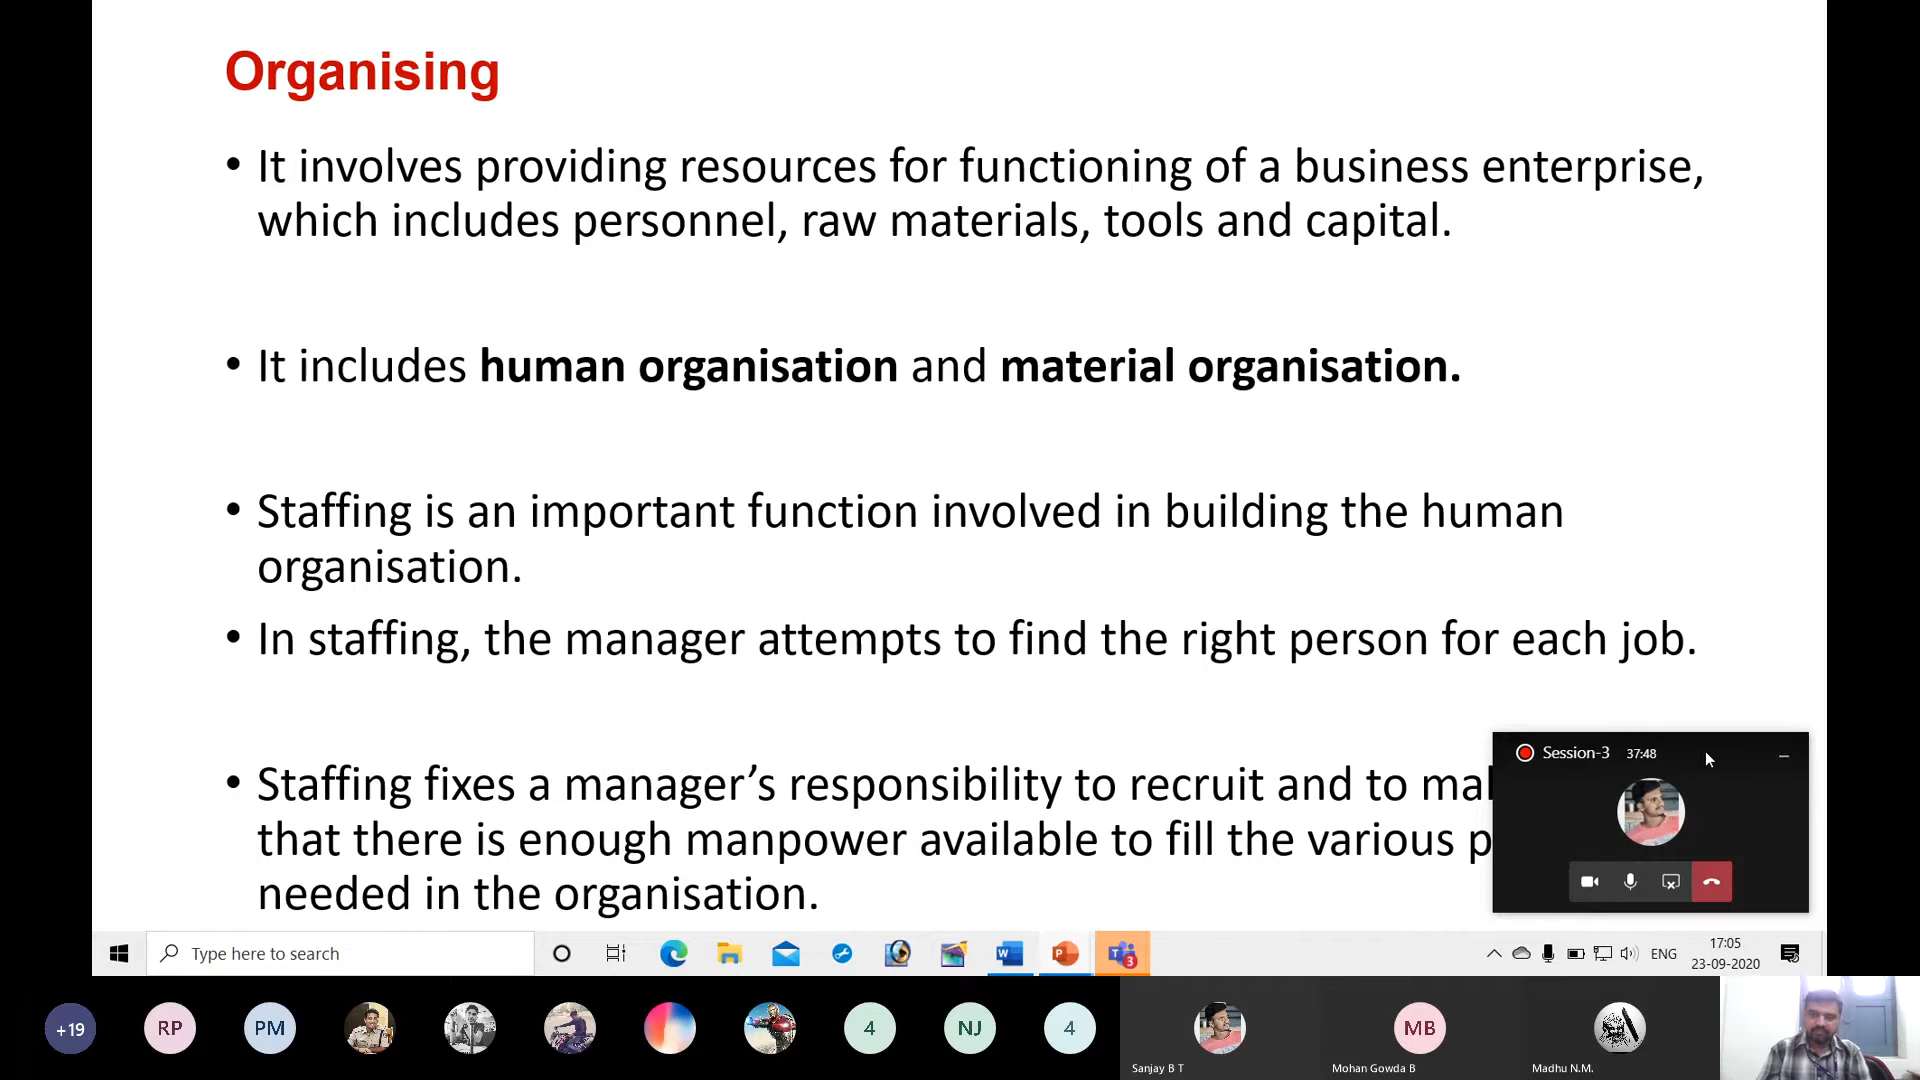 Organising
• It involves providing resources for functioning of a business enterprise,
which includes personnel, raw materials, tools and capital.
• It includes human organisation and material organisation.
• Staffing is an important function involved in building the human
organisation.
• In staffing, the manager attempts to find the right person for each job.
• Staffing fixes a manager’s responsibility to recruit and to
that there is enough manpower available to fill the various
needed in the organisation.
Session-3 37:48
Type here to search
ENG
17:05
23-09-2020
3
+19
RP
PM
4
NJ
4
MB
Sanjay B T
Mohan Gowda B
Madhu N.M.